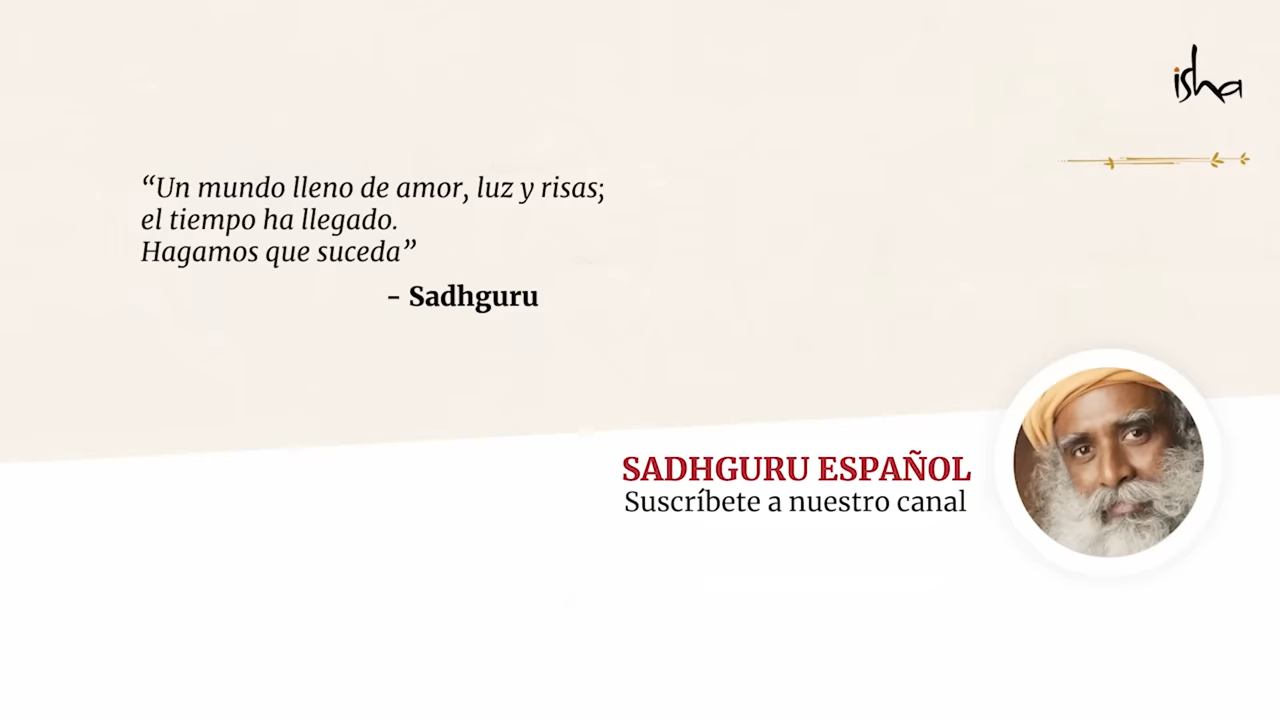 isha
“Un mundo lleno de amor, luz y risas;
el tiempo ha llegado.
Hagamos que suceda”
- Sadhguru
SADHGURU ESPAÑOL
Suscríbete a nuestro canal